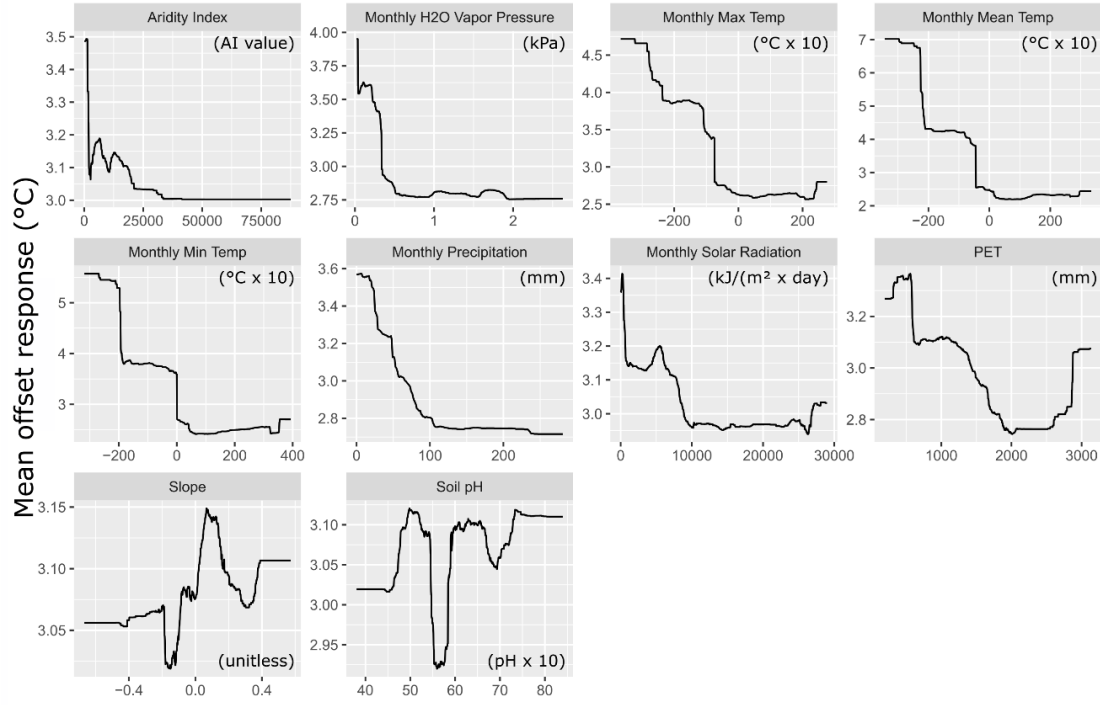 Mean offset response (°C)
Aridity Index
(AI value)
3.5
3.4
3.3
3.2
3.1
3.0
0 25000 50000 75000
Monthly H2O Vapor Pressure
(kPa)
4.00
3.75
3.50
3.25
3.00
2.75
0 1 2
Monthly Max Temp
(°C x 10)
4.5
4.0
3.5
3.0
2.5
−200 0 200
Monthly Mean Temp
(°C x 10)
7
6
5
4
3
2
−200 0 200
Monthly Min Temp
(°C x 10)
5
4
3
−200 0 200 400
Monthly Precipitation
(mm)
3.6
3.4
3.2
3.0
2.8
0 100 200
Monthly Solar Radiation
(kJ/(m² x day)
3.4
3.3
3.2
3.1
3.0
0 10000 20000 30000
PET
(mm)
3.2
3.0
2.8
1000 2000 3000
Slope
(unitless)
3.15
3.10
3.05
−0.4 0.0 0.4
Soil pH
(pH x 10)
3.10
3.05
3.00
2.95
40 50 60 70 80